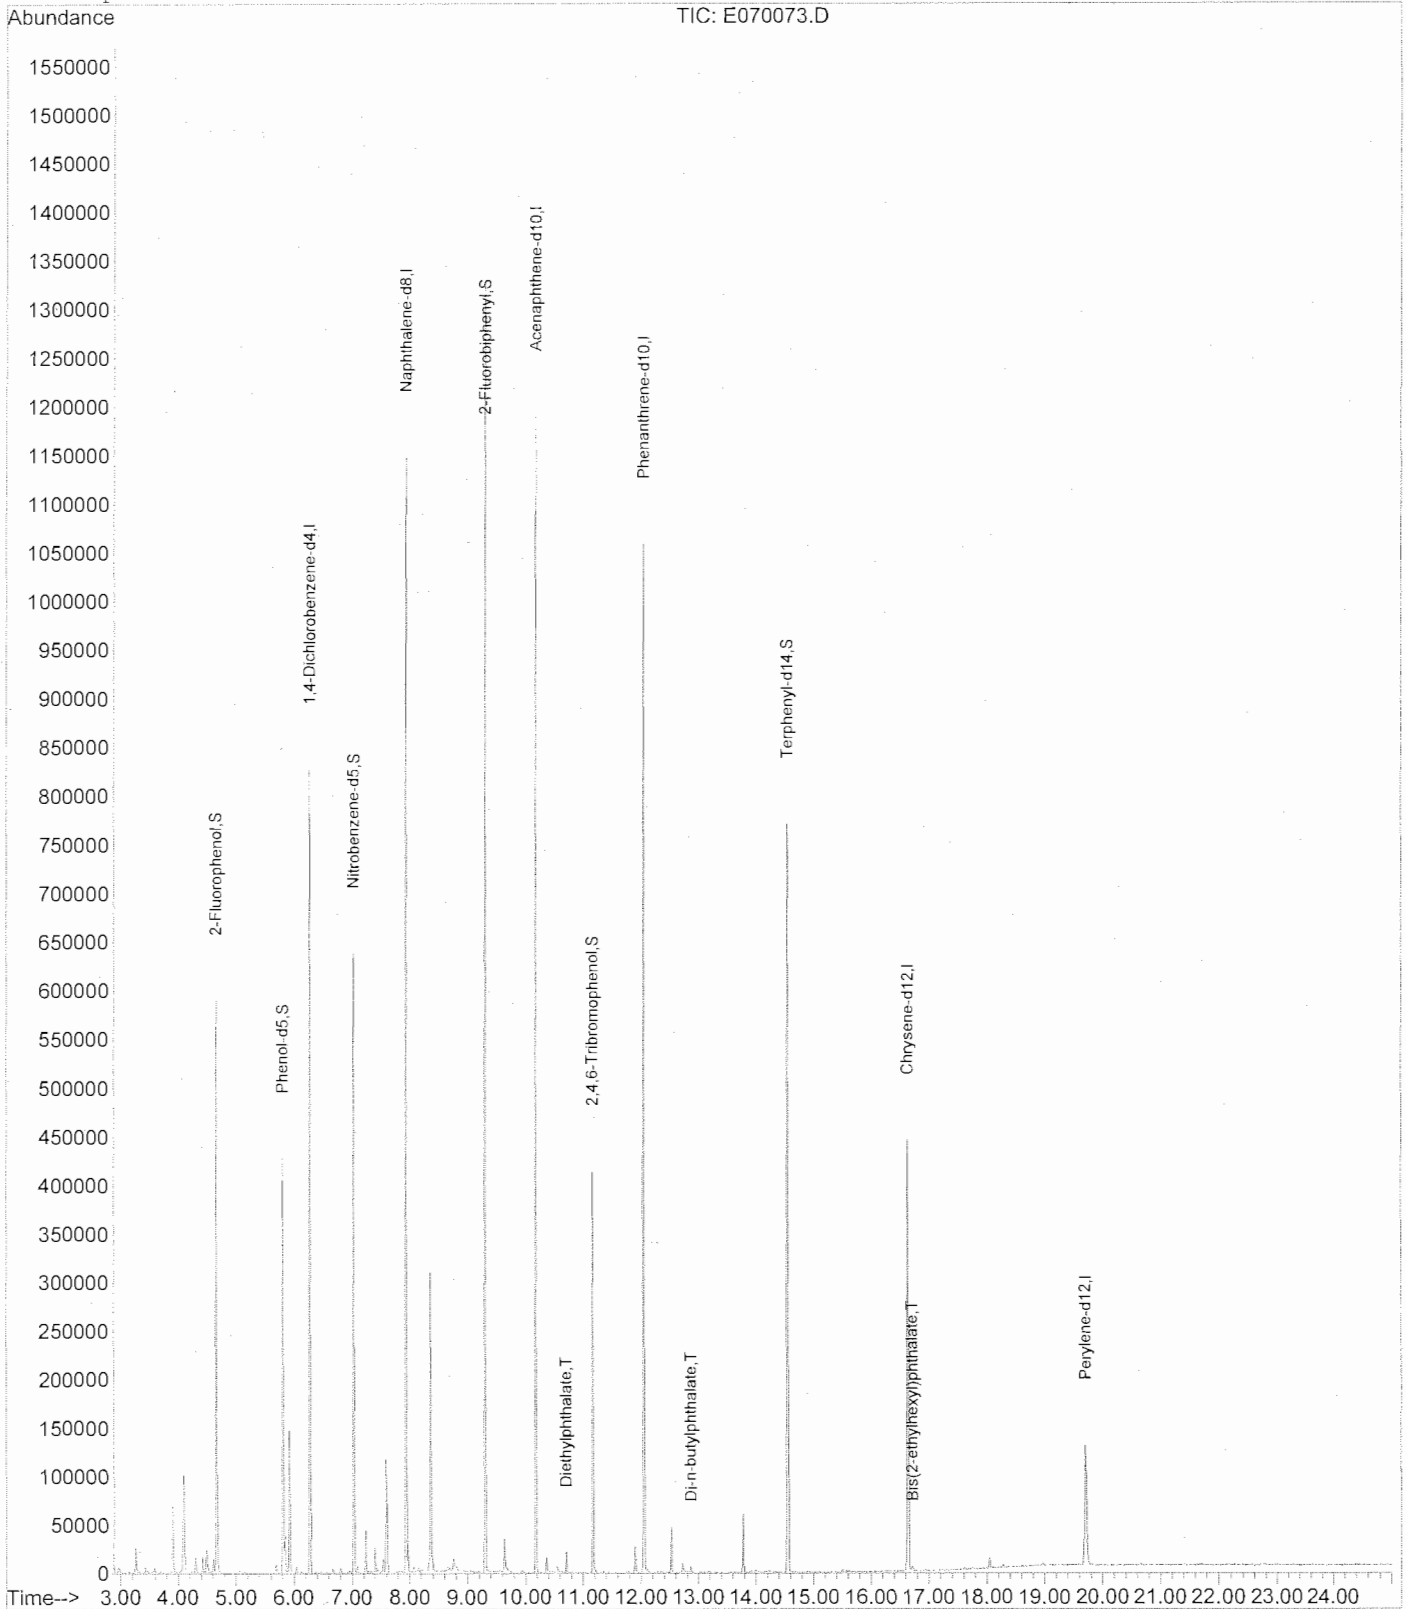 Abundance
TIC: E070073.D
1550000
1500000
1450000
1400000
1350000
1300000
1250000
1200000
1150000
1100000
1050000
1000000
950000
900000
850000
800000
750000
700000
650000
600000
550000
500000
450000
400000
350000
300000
250000
200000
150000
100000
50000
0
2-Fluorophenol,S
Phenol-d5,S
1,4-Dichlorobenzene-d4,I
Nitrobenzene-d5,S
Naphthalene-d8,I
2-Fluorobiphenyl,S
Acenaphthene-d10,I
Diethylphthalate,T
2,4,6-Tribromophenol,S
Phenanthrene-d10,I
Di-n-butylphthalate,T
Terphenyl-d14,S
Chrysene-d12,I
Bis(2-ethylhexyl)phthalate,T
Perylene-d12,I
Time--> 3.00 4.00 5.00 6.00 7.00 8.00 9.00 10.00 11.00 12.00 13.00 14.00 15.00 16.00 17.00 18.00 19.00 20.00 21.00 22.00 23.00 24.00